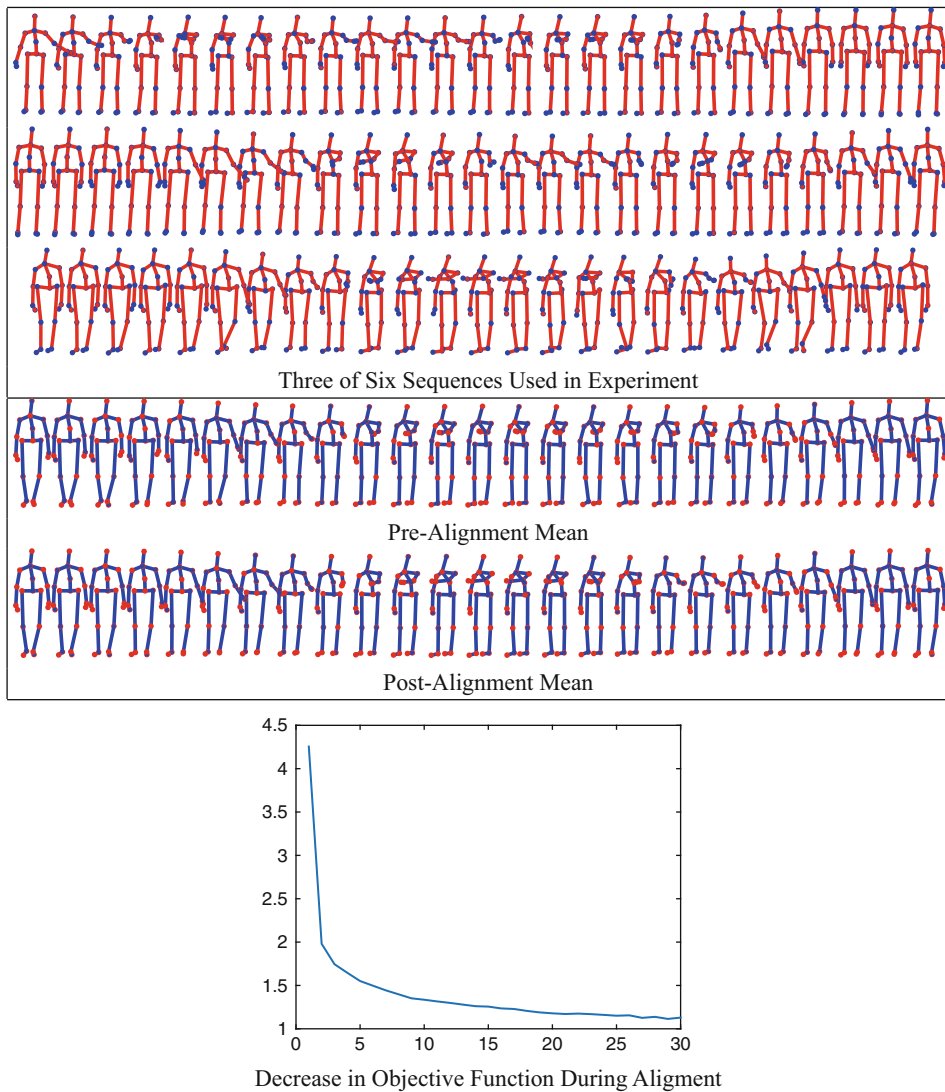 Three of Six Sequences Used in Experiment
Pre-Alignment Mean
Post-Alignment Mean
4.5
4
3.5
3
2.5
2
1.5
1
0 5 10 15 20 25 30
Decrease in Objective Function During Aligment